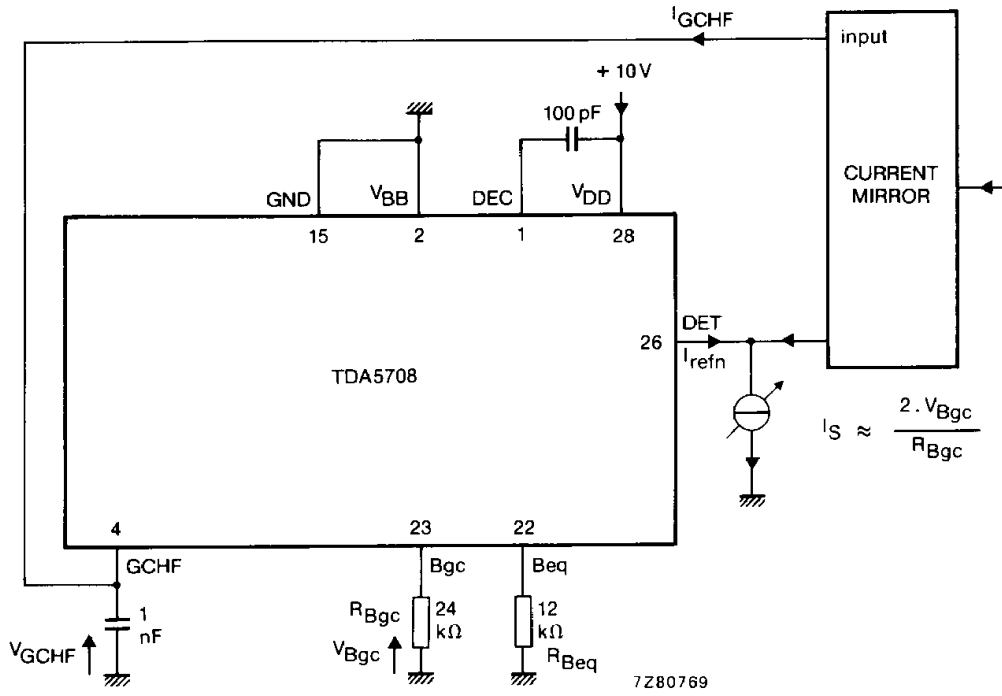 I_GCHF
input
+ 10V
100 pF
CURRENT
MIRROR
GND
V_BB
DEC
V_DD
15
2
1
28
DET
26
I_refn
TDA5708
I_S ≈ 2 . V_Bgc / R_Bgc
4
23
22
GCHF
Bgc
Beq
1
nF
R_Bgc
24
kΩ
12
kΩ
V_GCHF
V_Bgc
R_Beq
7Z80769